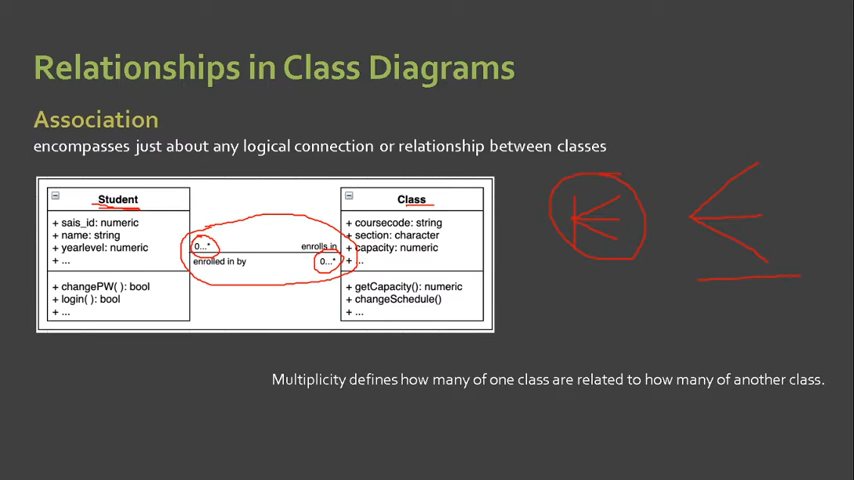 Relationships in Class Diagrams
Association
encompasses just about any logical connection or relationship between classes
Student
+ sais_id: numeric
+ name: string
+ yearlevel: numeric
+ ...
+ changePW( ): bool
+ login( ): bool
+ ...
0...*
enrolls in
enrolled in by
0...*
Class
+ coursecode: string
+ section: character
+ capacity: numeric
+ ...
+ getCapacity(): numeric
+ changeSchedule()
+ ...
Multiplicity defines how many of one class are related to how many of another class.